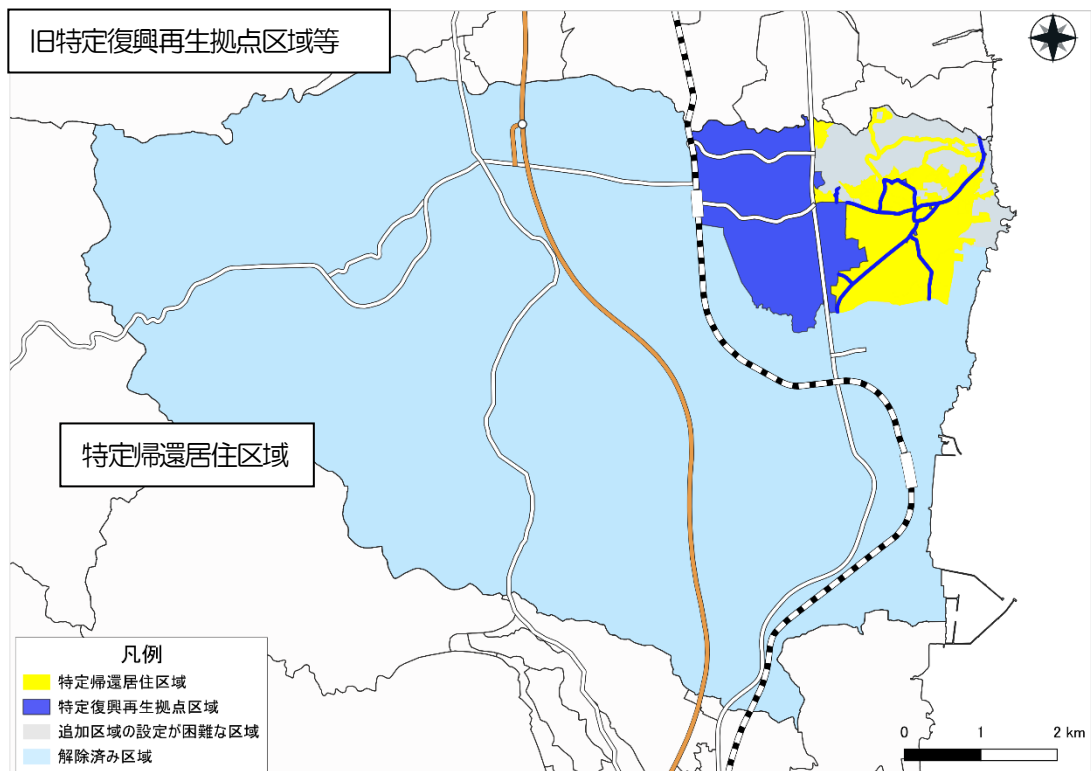 旧特定復興再生拠点区域等
特定帰還居住区域
凡例
特定帰還居住区域
特定復興再生拠点区域
追加区域の設定が困難な区域
解除済み区域
0 1 2 km